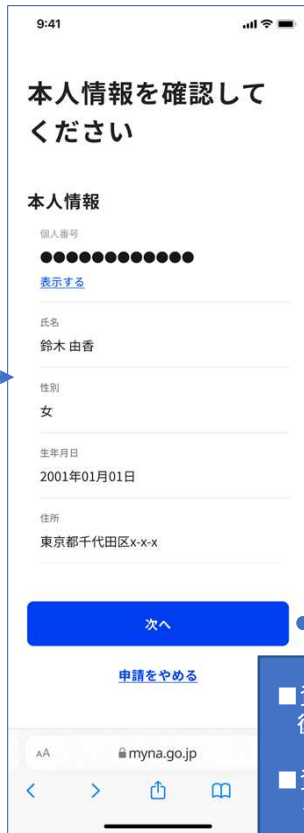 9:41
本人情報を確認して
ください
本人情報
個人番号
●●●●●●●●●●●●
表示する
氏名
鈴木 由香
性別
女
生年月日
2001年01月01日
住所
東京都千代田区x-x-x
次へ
申請をやめる
AA myna.go.jp